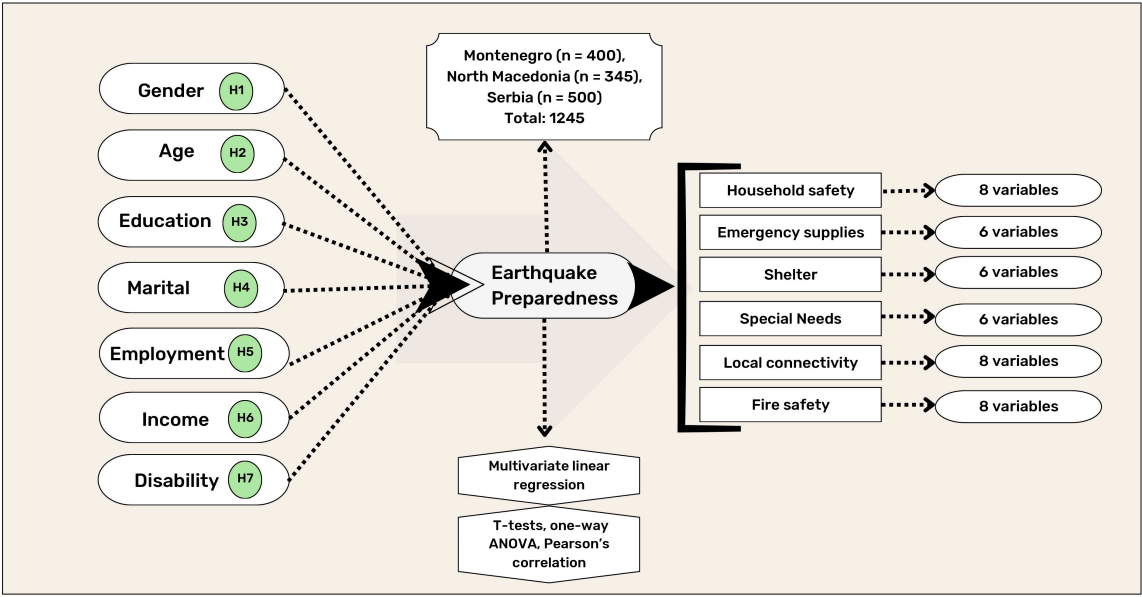 Gender H1
Age H2
Education H3
Marital H4
Employment H5
Income H6
Disability H7
Montenegro (n = 400),
North Macedonia (n = 345),
Serbia (n = 500)
Total: 1245
Earthquake
Preparedness
Multivariate linear
regression
T-tests, one-way
ANOVA, Pearson's
correlation
Household safety 8 variables
Emergency supplies 6 variables
Shelter 6 variables
Special Needs 6 variables
Local connectivity 8 variables
Fire safety 8 variables